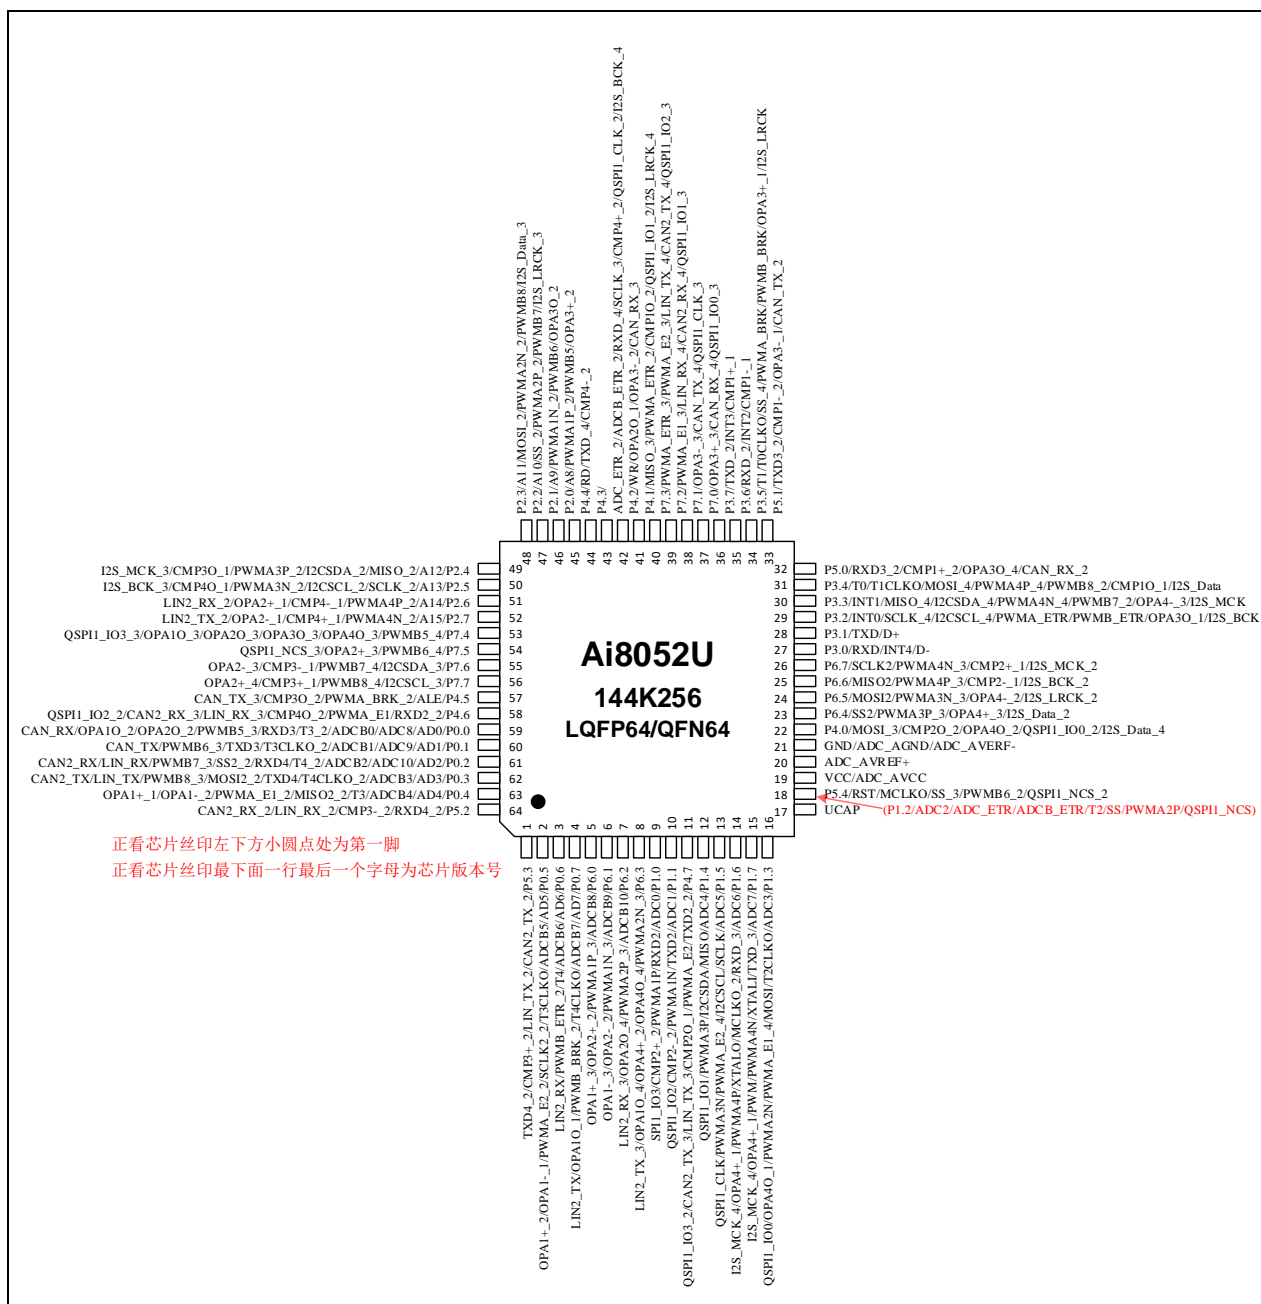 P2.3/A11/MOSI_2/PWMA2N_2/PWMB8/I2S_Data_3
P2.2/A10/SS_2/PWMA2P_2/PWMB7/I2S_LRCK_3
P2.1/A9/PWMA1N_2/PWMB6/OPA3O_2
P2.0/A8/PWMA1P_2/PWMB5/OPA3+_2
P4.4/RD/TXD_4/CMP4-_2
P4.3/
ADC_ETR_2/ADCB_ETR_2/RXD_4/SCLK_3/CMP4+_2/QSPI1_CLK_2/I2S_BCK_4
P4.2/WR/OPA2O_1/OPA3-_2/CAN_RX_3
P4.1/MISO_3/PWMA_ETR_2/CMP1O_2/QSPI1_IO1_2/I2S_LRCK_4
P7.3/PWMA_ETR_3/PWMA_E2_3/LIN_TX_4/CAN2_TX_4/QSPI1_IO2_3
P7.2/PWMA_E1_3/LIN_RX_4/CAN2_RX_4/QSPI1_IO1_3
P7.1/OPA3-_3/CAN_TX_4/QSPI1_CLK_3
P7.0/OPA3+_3/CAN_RX_4/QSPI1_IO0_3
P3.7/TXD_2/INT3/CMP1+_1
P3.6/RXD_2/INT2/CMP1-_1
P3.5/T1/T0CLKO/SS_4/PWMA_BRK/PWMB_BRK/OPA3+_1/I2S_LRCK
P5.1/TXD3_2/CMP1-_2/OPA3-_1/CAN_TX_2
48 47 46 45 44 43 42 41 40 39 38 37 36 35 34 33
I2S_MCK_3/CMP3O_1/PWMA3P_2/I2CSDA_2/MISO_2/A12/P2.4 49
I2S_BCK_3/CMP4O_1/PWMA3N_2/I2CSCL_2/SCLK_2/A13/P2.5 50
LIN2_RX_2/OPA2+_1/CMP4-_1/PWMA4P_2/A14/P2.6 51
LIN2_TX_2/OPA2-_1/CMP4+_1/PWMA4N_2/A15/P2.7 52
QSPI1_IO3_3/OPA1O_3/OPA2O_3/OPA3O_3/OPA4O_3/PWMB5_4/P7.4 53
QSPI1_NCS_3/OPA2+_3/PWMB6_4/P7.5 54
OPA2-_3/CMP3-_1/PWMB7_4/I2CSDA_3/P7.6 55
OPA2+_4/CMP3+_1/PWMB8_4/I2CSCL_3/P7.7 56
CAN_TX_3/CMP3O_2/PWMA_BRK_2/ALE/P4.5 57
QSPI1_IO2_2/CAN2_RX_3/LIN_RX_3/CMP4O_2/PWMA_E1/RXD2_2/P4.6 58
CAN_RX/OPA1O_2/OPA2O_2/PWMB5_3/RXD3/T3_2/ADCB0/ADC8/AD0/P0.0 59
CAN_TX/PWMB6_3/TXD3/T3CLKO_2/ADCB1/ADC9/AD1/P0.1 60
CAN2_RX/LIN_RX/PWMB7_3/SS2_2/RXD4/T4_2/ADCB2/ADC10/AD2/P0.2 61
CAN2_TX/LIN_TX/PWMB8_3/MOSI2_2/TXD4/T4CLKO_2/ADCB3/AD3/P0.3 62
OPA1+_1/OPA1-_2/PWMA_E1_2/MISO2_2/T3/ADCB4/AD4/P0.4 63
CAN2_RX_2/LIN_RX_2/CMP3-_2/RXD4_2/P5.2 64
Ai8052U
144K256
LQFP64/QFN64
32 P5.0/RXD3_2/CMP1+_2/OPA3O_4/CAN_RX_2
31 P3.4/T0/T1CLKO/MOSI_4/PWMA4P_4/PWMB8_2/CMP1O_1/I2S_Data
30 P3.3/INT1/MISO_4/I2CSDA_4/PWMA4N_4/PWMB7_2/OPA4-_3/I2S_MCK
29 P3.2/INT0/SCLK_4/I2CSCL_4/PWMA_ETR/PWMB_ETR/OPA3O_1/I2S_BCK
28 P3.1/TXD/D+
27 P3.0/RXD/INT4/D-
26 P6.7/SCLK2/PWMA4N_3/CMP2+_1/I2S_MCK_2
25 P6.6/MISO2/PWMA4P_3/CMP2-_1/I2S_BCK_2
24 P6.5/MOSI2/PWMA3N_3/OPA4-_2/I2S_LRCK_2
23 P6.4/SS2/PWMA3P_3/OPA4+_3/I2S_Data_2
22 P4.0/MOSI_3/CMP2O_2/OPA4O_2/QSPI1_IO0_2/I2S_Data_4
21 GND/ADC_AGND/ADC_AVERF-
20 ADC_AVREF+
19 VCC/ADC_AVCC
18 P5.4/RST/MCLKO/SS_3/PWMB6_2/QSPI1_NCS_2
17 UCAP (P1.2/ADC2/ADC_ETR/ADCB_ETR/T2/SS/PWMA2P/QSPI1_NCS)
正看芯片丝印左下方小圆点处为第一脚
正看芯片丝印最下面一行最后一个字母为芯片版本号
1 2 3 4 5 6 7 8 9 10 11 12 13 14 15 16
TXD4_2/CMP3+_2/LIN_TX_2/CAN2_TX_2/P5.3
OPA1+_2/OPA1-_1/PWMA_E2_2/SCLK2_2/T3CLKO/ADCB5/AD5/P0.5
LIN2_RX/PWMB_ETR_2/T4/ADCB6/AD6/P0.6
LIN2_TX/OPA1O_1/PWMB_BRK_2/T4CLKO/ADCB7/AD7/P0.7
OPA1+_3/OPA2+_2/PWMA1P_3/ADCB8/P6.0
OPA1-_3/OPA2-_2/PWMA1N_3/ADCB9/P6.1
LIN2_RX_3/OPA2O_4/PWMA2P_3/ADCB10/P6.2
LIN2_TX_3/OPA1O_4/OPA4+_2/OPA4O_4/PWMA2N_3/P6.3
SPI1_IO3/CMP2+_2/PWMA1P/RXD2/ADC0/P1.0
QSPI1_IO2/CMP2-_2/PWMA1N/TXD2/ADC1/P1.1
QSPI1_IO3_2/CAN2_TX_3/LIN_TX_3/CMP2O_1/PWMA_E2/TXD2_2/P4.7
QSPI1_IO1/PWMA3P/I2CSDA/MISO/ADC4/P1.4
QSPI1_CLK/PWMA3N/PWMA_E2_4/I2CSCL/SCLK/ADC5/P1.5
I2S_MCK_4/OPA4+_1/PWMA4P/XTALO/MCLKO_2/RXD_3/ADC6/P1.6
I2S_MCK_4/OPA4+_1/PWM/PWMA4N/XTALI/TXD_3/ADC7/P1.7
QSPI1_IO0/OPA4O_1/PWMA2N/PWMA_E1_4/MOSI/T2CLKO/ADC3/P1.3